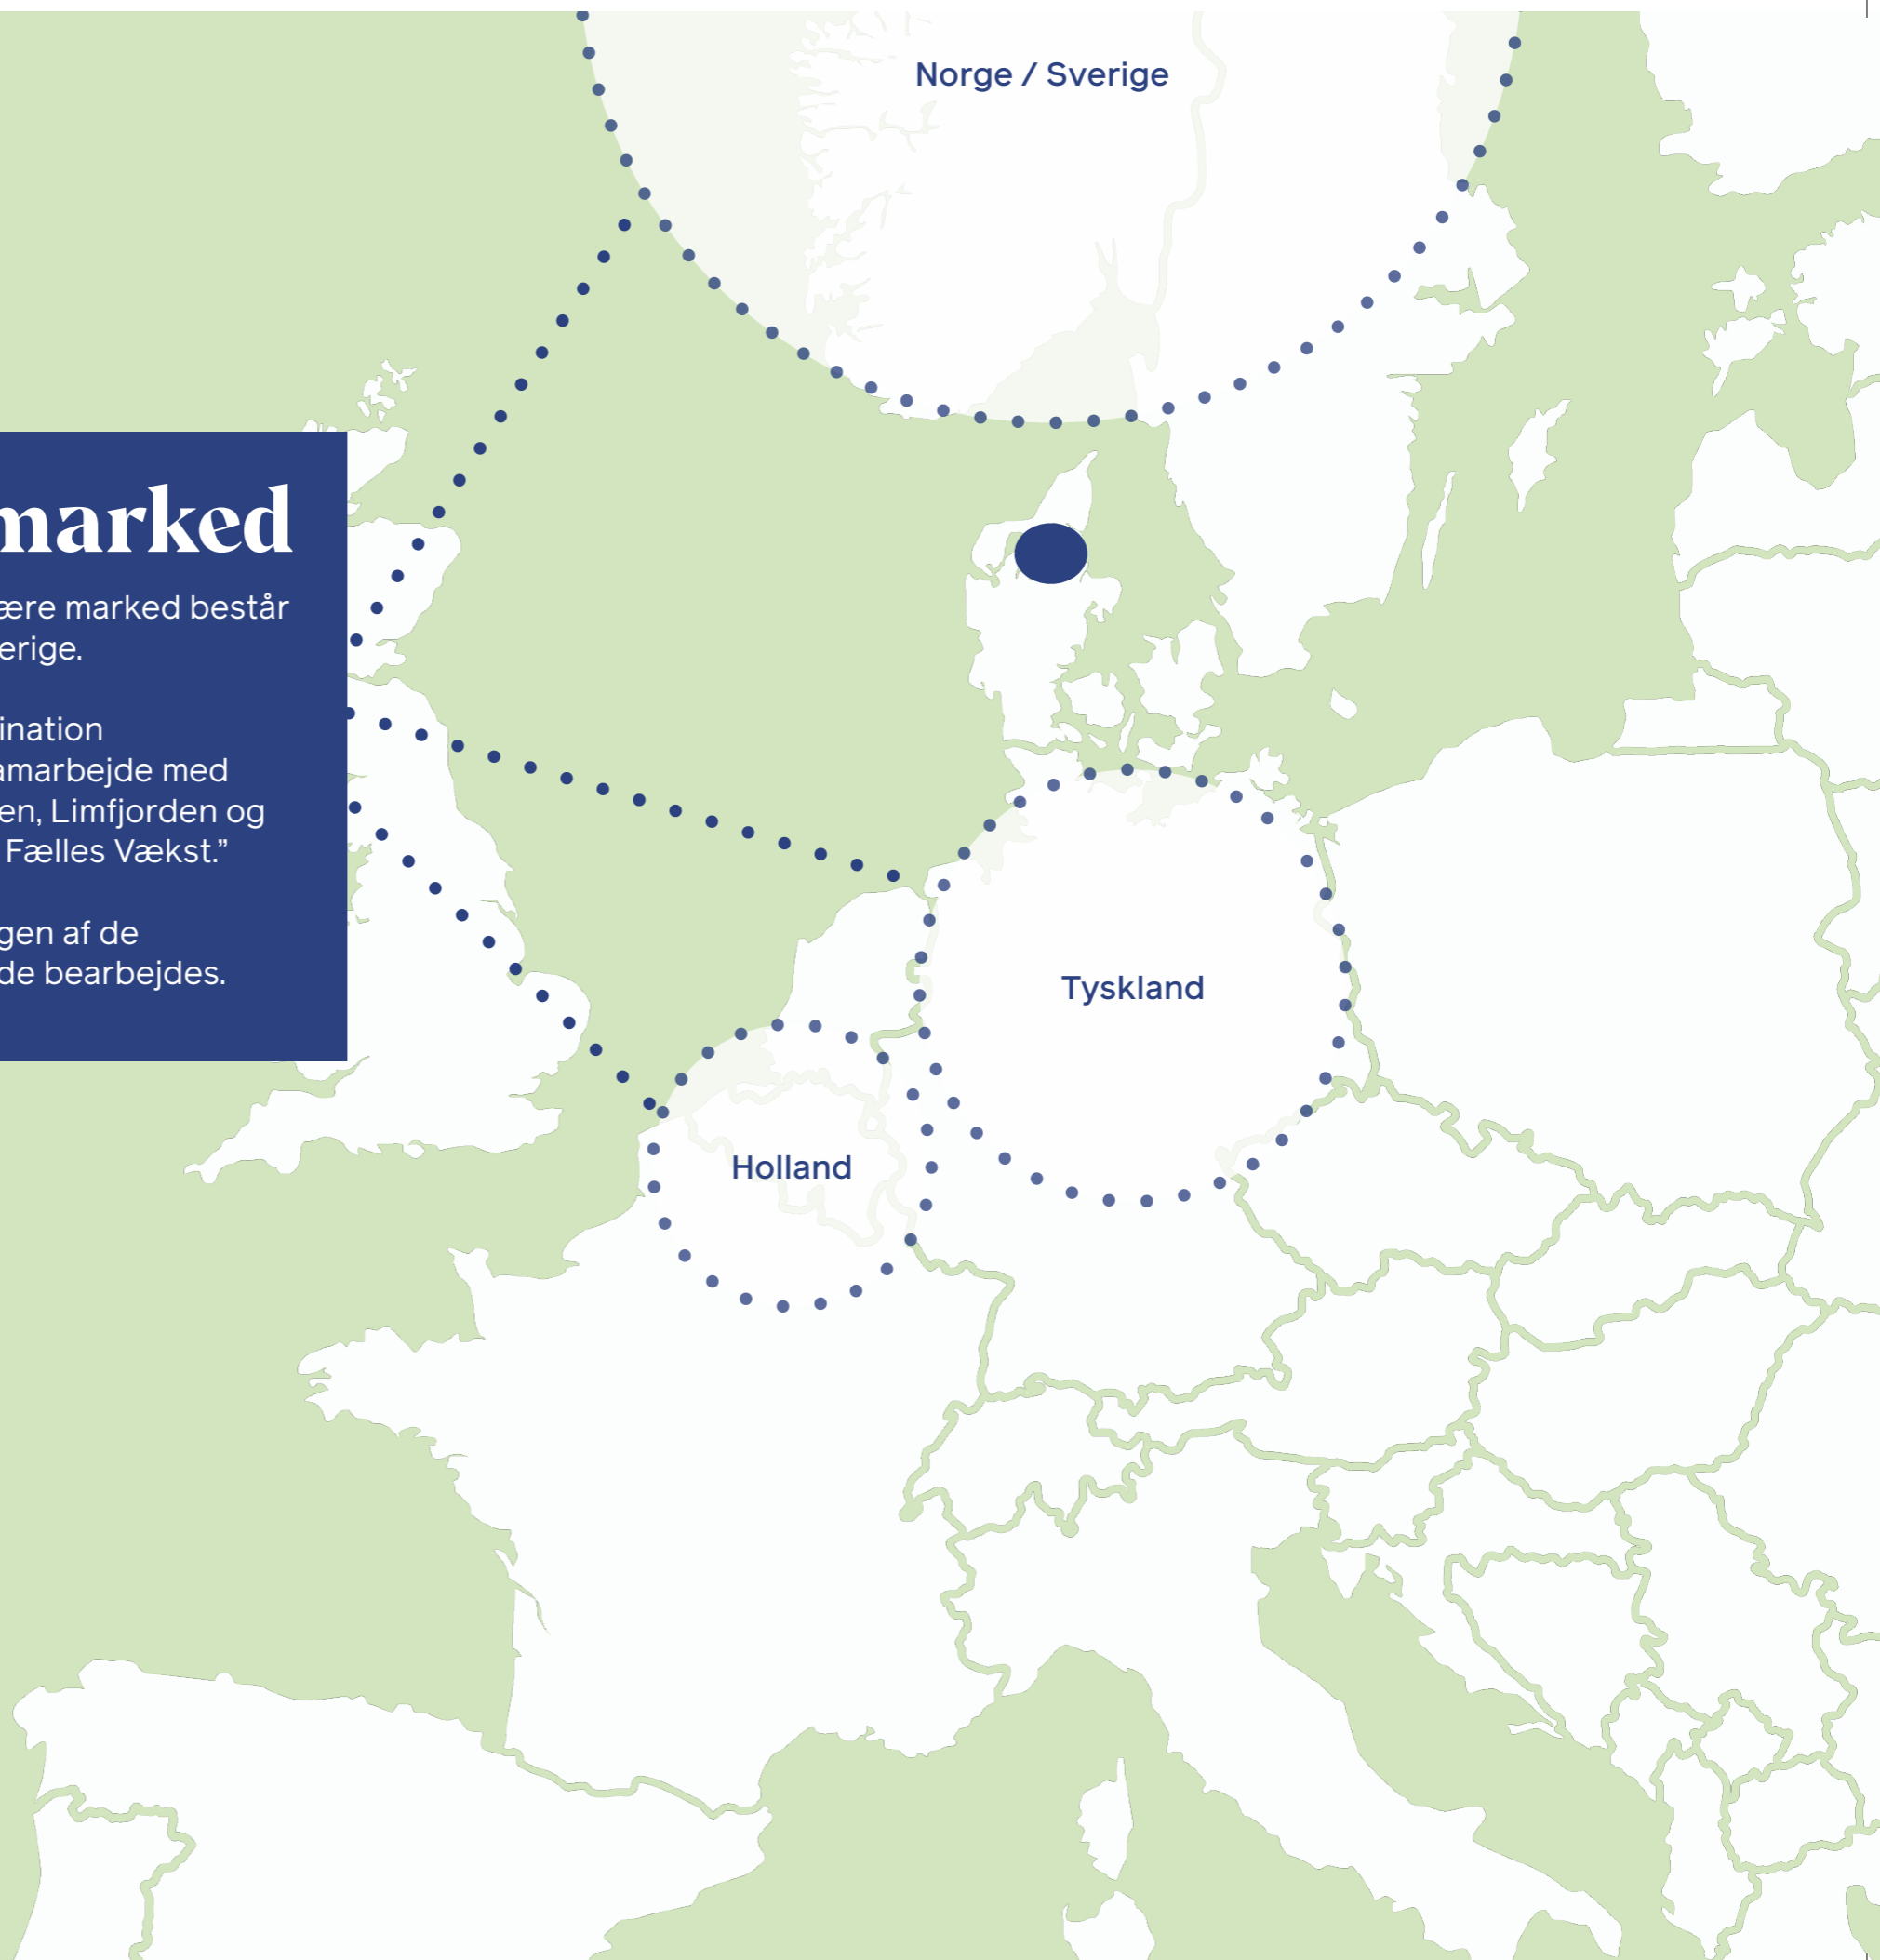 Norge / Sverige
marked
ære marked består
erige.
ination
amarbejde med
en, Limfjorden og
Fælles Vækst.”
gen af de
de bearbejdes.
Tyskland
Holland